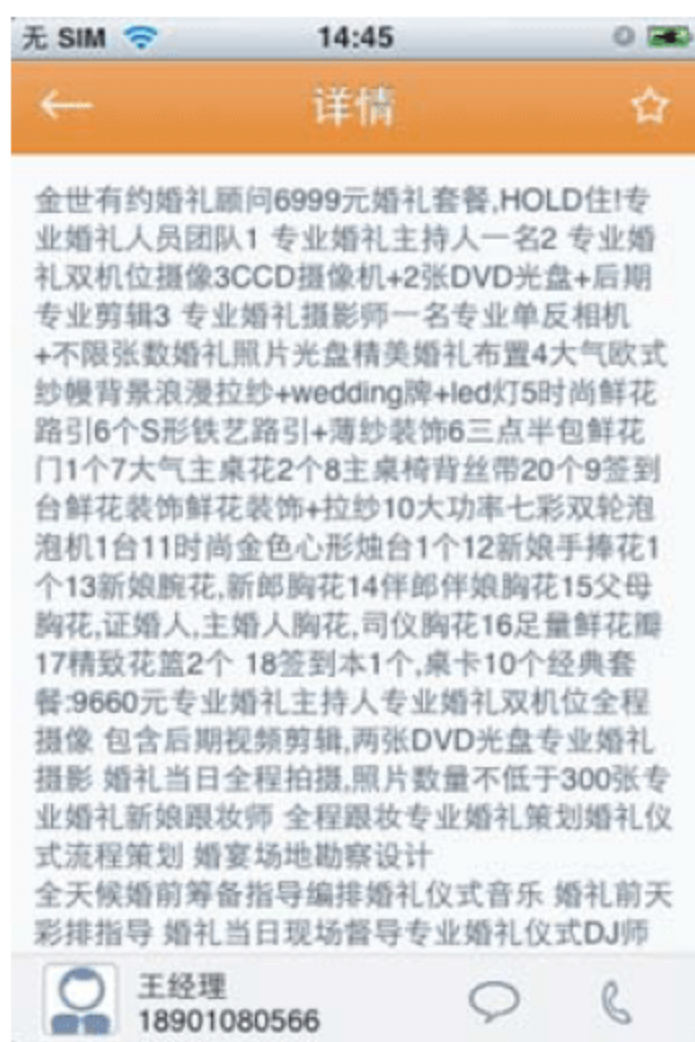 无 SIM 14:45
详情
金世有约婚礼顾问6999元婚礼套餐,HOLD住!专
业婚礼人员团队1 专业婚礼主持人一名2 专业婚
礼双机位摄像3CCD摄像机+2张DVD光盘+后期
专业剪辑3 专业婚礼摄影师一名专业单反相机
+不限张数婚礼照片光盘精美婚礼布置4大气欧式
纱幔背景浪漫拉纱+wedding牌+led灯5时尚鲜花
路引6个S形铁艺路引+薄纱装饰6三点半包鲜花
门1个7大气主桌花2个8主桌椅背丝带20个9签到
台鲜花装饰鲜花装饰+拉纱10大功率七彩双轮泡
泡机1台11时尚金色心形烛台1个12新娘手捧花1
个13新娘腕花,新郎胸花14伴郎伴娘胸花15父母
胸花,证婚人,主婚人胸花,司仪胸花16足量鲜花瓣
17精致花篮2个 18签到本1个,桌卡10个经典套
餐:9660元专业婚礼主持人专业婚礼双机位全程
摄像 包含后期视频剪辑,两张DVD光盘专业婚礼
摄影 婚礼当日全程拍摄,照片数量不低于300张专
业婚礼新娘跟妆师 全程跟妆专业婚礼策划婚礼仪
式流程策划 婚宴场地勘察设计
全天候婚前筹备指导编排婚礼仪式音乐 婚礼前天
彩排指导 婚礼当日现场督导专业婚礼仪式DJ师
王经理
18901080566